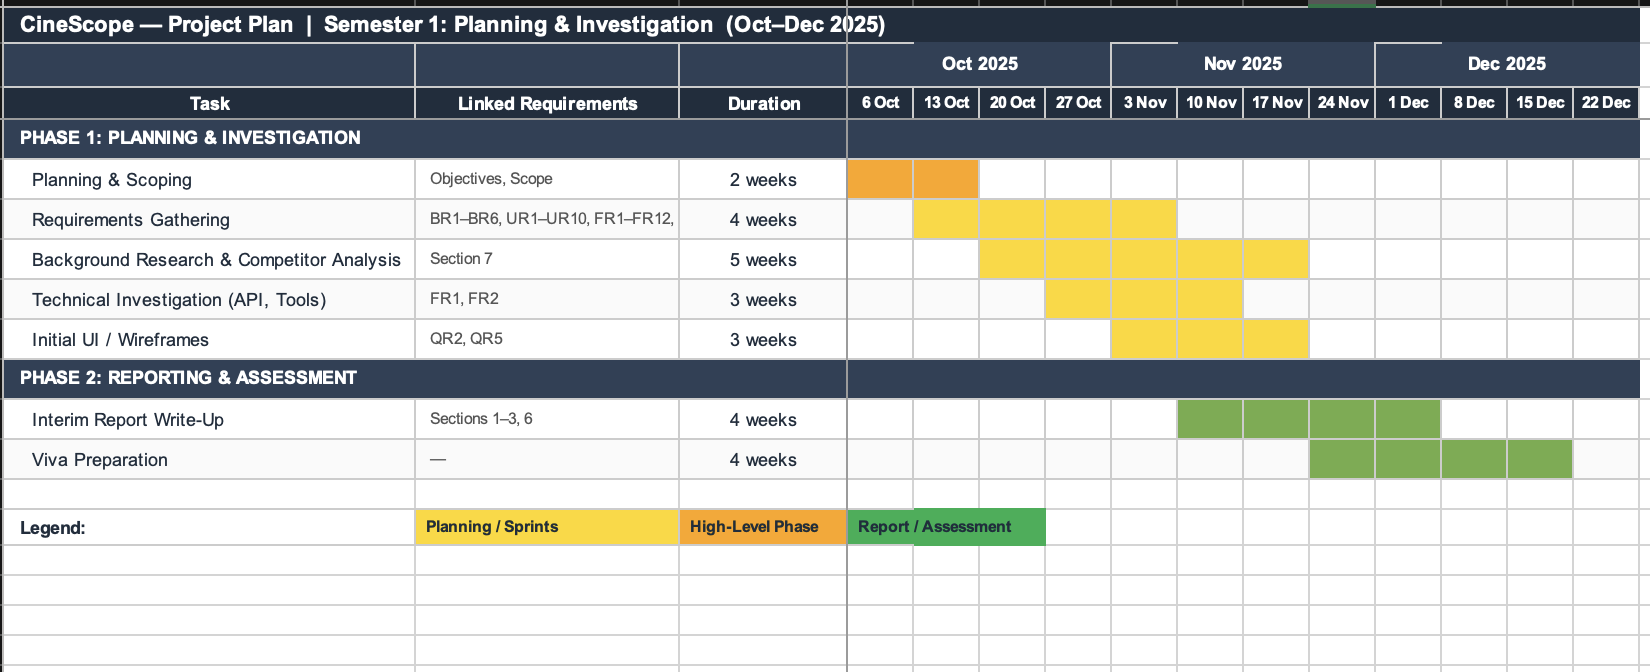 CineScope — Project Plan | Semester 1: Planning & Investigation (Oct–Dec 2025)
Oct 2025 Nov 2025 Dec 2025
Task Linked Requirements Duration 6 Oct 13 Oct 20 Oct 27 Oct 3 Nov 10 Nov 17 Nov 24 Nov 1 Dec 8 Dec 15 Dec 22 Dec
PHASE 1: PLANNING & INVESTIGATION
Planning & Scoping Objectives, Scope 2 weeks
Requirements Gathering BR1–BR6, UR1–UR10, FR1–FR12, 4 weeks
Background Research & Competitor Analysis Section 7 5 weeks
Technical Investigation (API, Tools) FR1, FR2 3 weeks
Initial UI / Wireframes QR2, QR5 3 weeks
PHASE 2: REPORTING & ASSESSMENT
Interim Report Write-Up Sections 1–3, 6 4 weeks
Viva Preparation — 4 weeks
Legend: Planning / Sprints High-Level Phase Report / Assessment